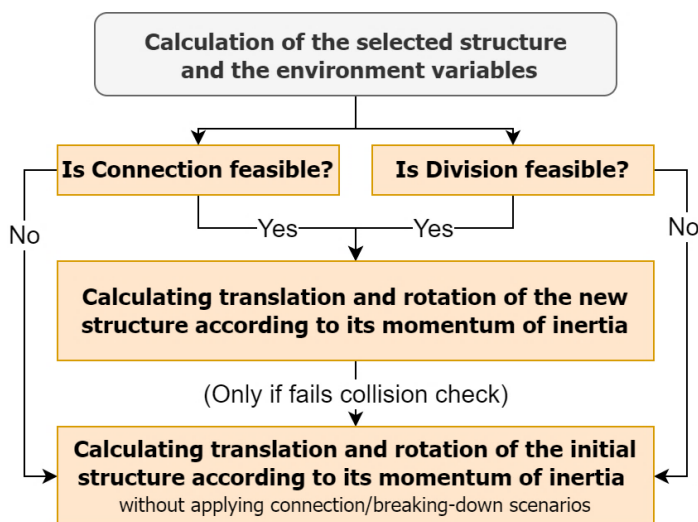 Calculation of the selected structure
and the environment variables
Is Connection feasible?
Is Division feasible?
No
Yes
Yes
No
Calculating translation and rotation of the new
structure according to its momentum of inertia
(Only if fails collision check)
Calculating translation and rotation of the initial
structure according to its momentum of inertia
without applying connection/breaking-down scenarios